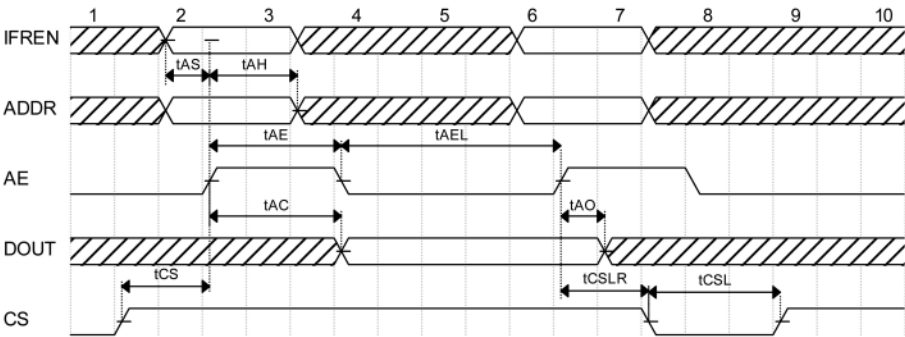 1 2 3 4 5 6 7 8 9 10
IFREN
tAS tAH
ADDR
tAE tAEL
AE
tAC tAO
DOUT
tCS tCSLR tCSL
CS